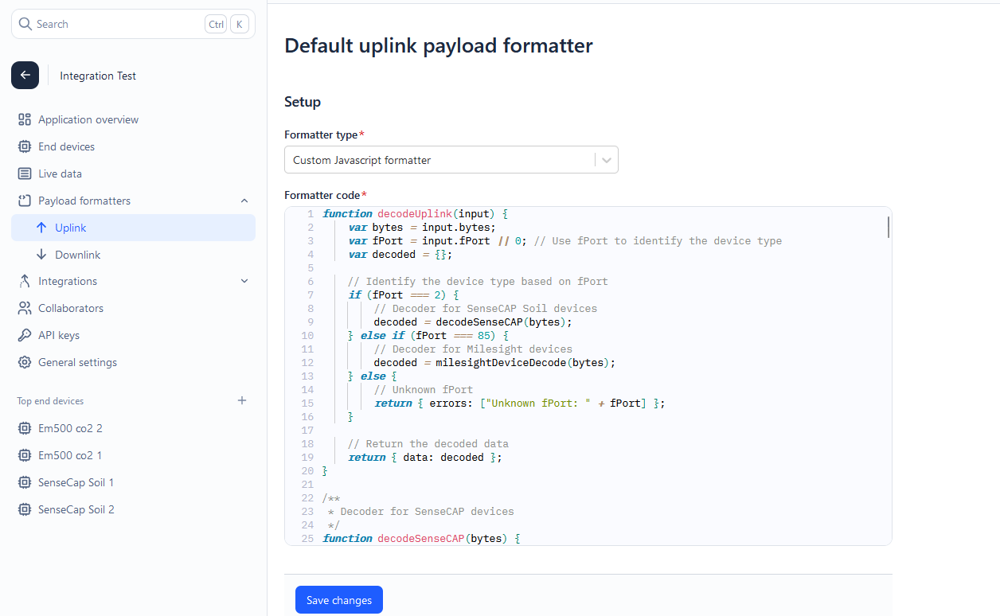 Search Ctrl K
Integration Test
Application overview
End devices
Live data
Payload formatters
Uplink
Downlink
Integrations
Collaborators
API keys
General settings
Top end devices
Em500 co2 2
Em500 co2 1
SenseCap Soil 1
SenseCap Soil 2
Default uplink payload formatter
Setup
Formatter type*
Custom Javascript formatter
Formatter code*
1 function decodeUplink(input) {
2     var bytes = input.bytes;
3     var fPort = input.fPort || 0; // Use fPort to identify the device type
4     var decoded = {};
5
6     // Identify the device type based on fPort
7     if (fPort === 2) {
8         // Decoder for SenseCAP Soil devices
9         decoded = decodeSenseCAP(bytes);
10     } else if (fPort === 85) {
11         // Decoder for Milesight devices
12         decoded = milesightDeviceDecode(bytes);
13     } else {
14         // Unknown fPort
15         return { errors: ["Unknown fPort: " + fPort] };
16     }
17
18     // Return the decoded data
19     return { data: decoded };
20 }
21
22 /**
23  * Decoder for SenseCAP devices
24  */
25 function decodeSenseCAP(bytes) {
Save changes